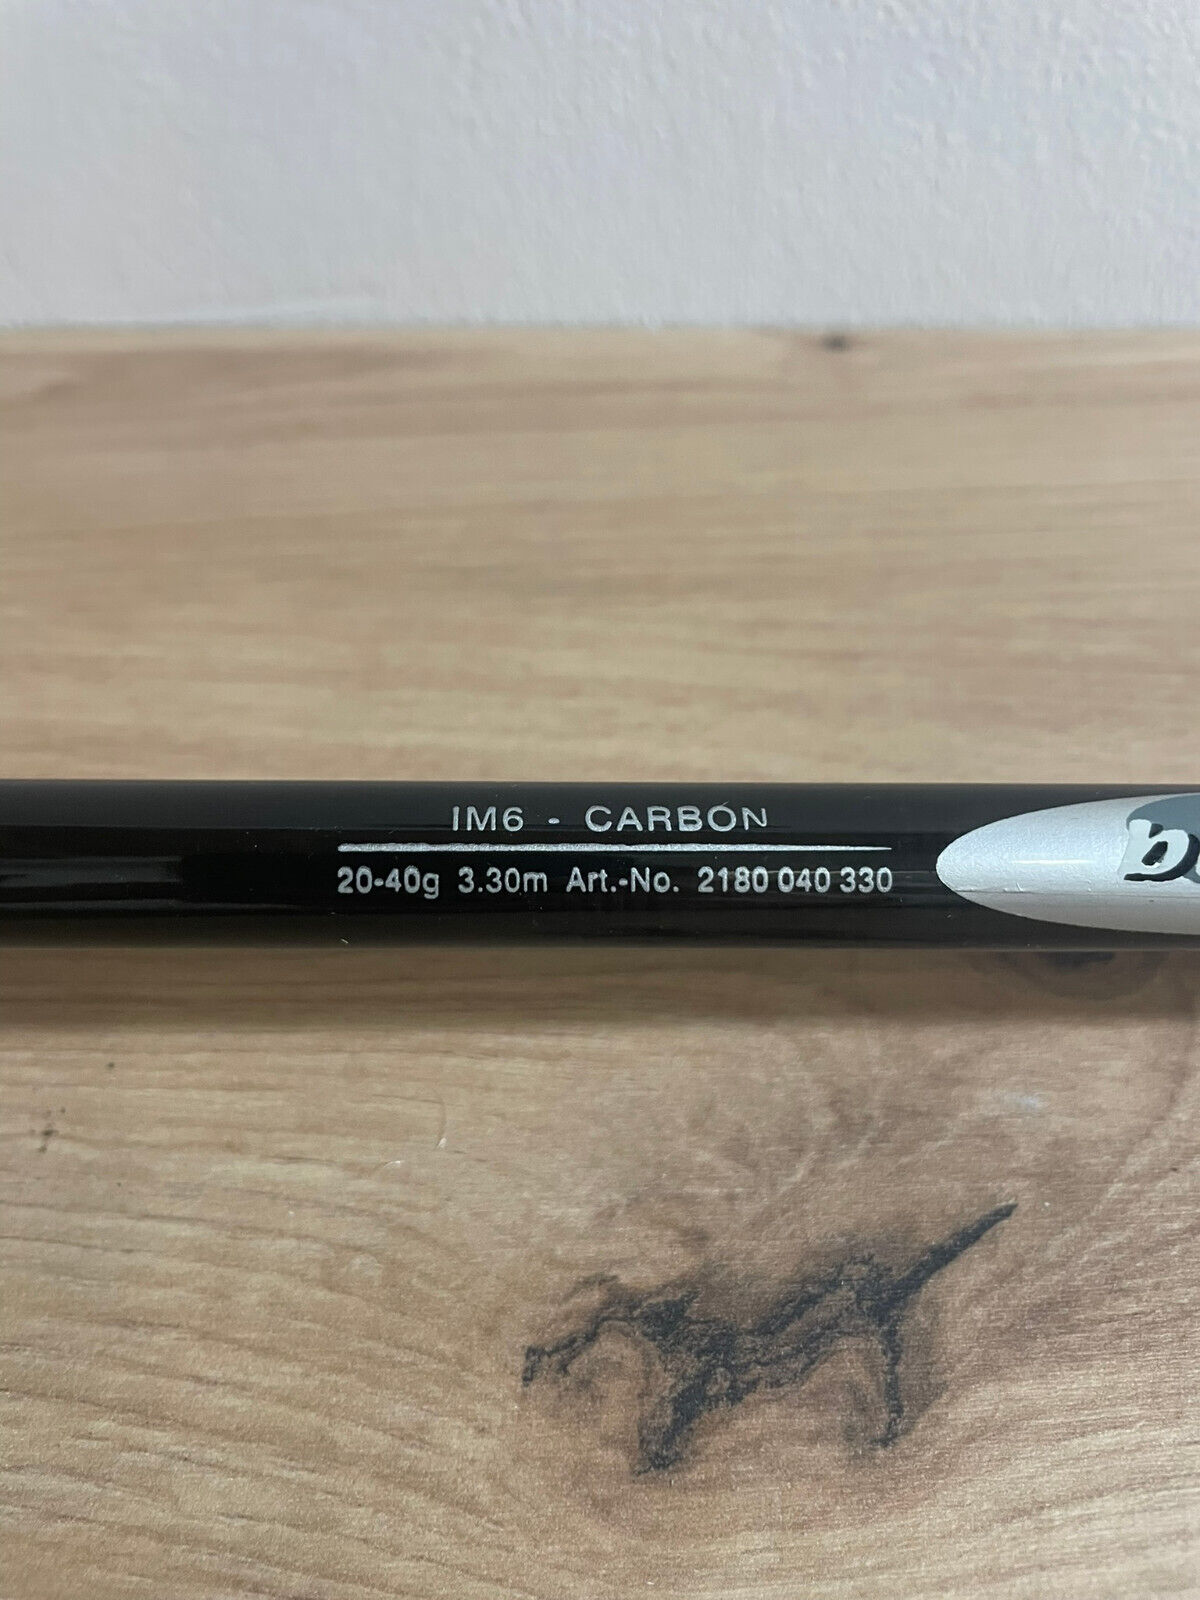 IM6 - CARBON
20-40g 3.30m Art.-No. 2180 040 330